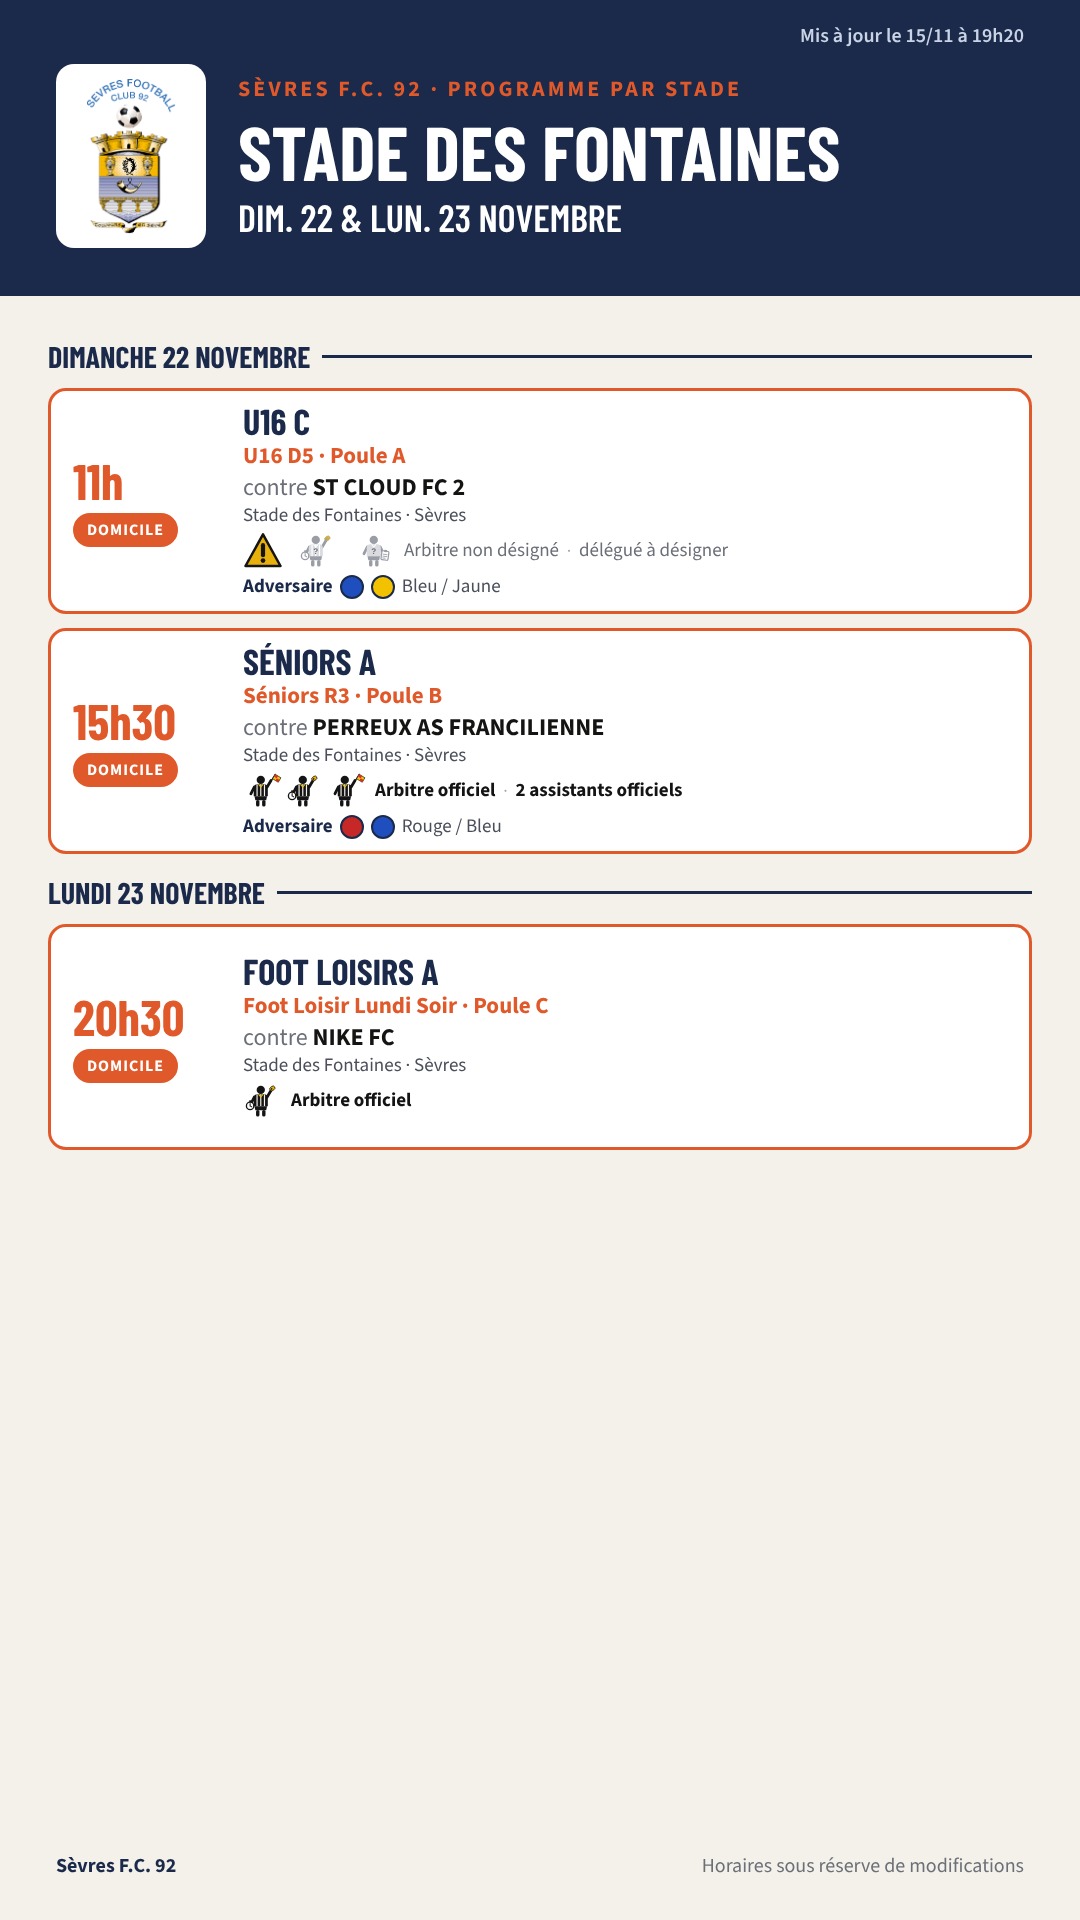 Mis à jour le 15/11 à 19h20
SEVRES FOOTBALL
CLUB 92
SÈVRES F.C. 92 · PROGRAMME PAR STADE
STADE DES FONTAINES
DIM. 22 & LUN. 23 NOVEMBRE
DIMANCHE 22 NOVEMBRE
11h
DOMICILE
U16 C
U16 D5 · Poule A
contre ST CLOUD FC 2
Stade des Fontaines · Sèvres
Arbitre non désigné · délégué à désigner
Adversaire Bleu / Jaune
15h30
DOMICILE
SÉNIORS A
Séniors R3 · Poule B
contre PERREUX AS FRANCILIENNE
Stade des Fontaines · Sèvres
Arbitre officiel · 2 assistants officiels
Adversaire Rouge / Bleu
LUNDI 23 NOVEMBRE
20h30
DOMICILE
FOOT LOISIRS A
Foot Loisir Lundi Soir · Poule C
contre NIKE FC
Stade des Fontaines · Sèvres
Arbitre officiel
Sèvres F.C. 92
Horaires sous réserve de modifications